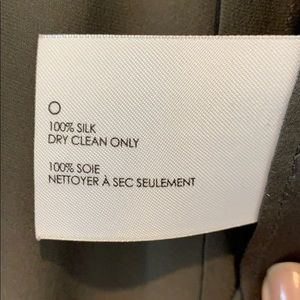 O
100% SILK
DRY CLEAN ONLY
100% SOIE
NETTOYER À SEC SEULEMENT